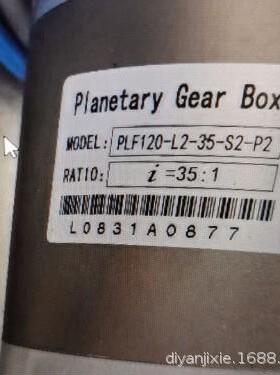 Planetary Gear Box
MODEL: PLF120-L2-35-S2-P2
RATIO: i=35:1
L0831A0877
diyanjixie.1688.